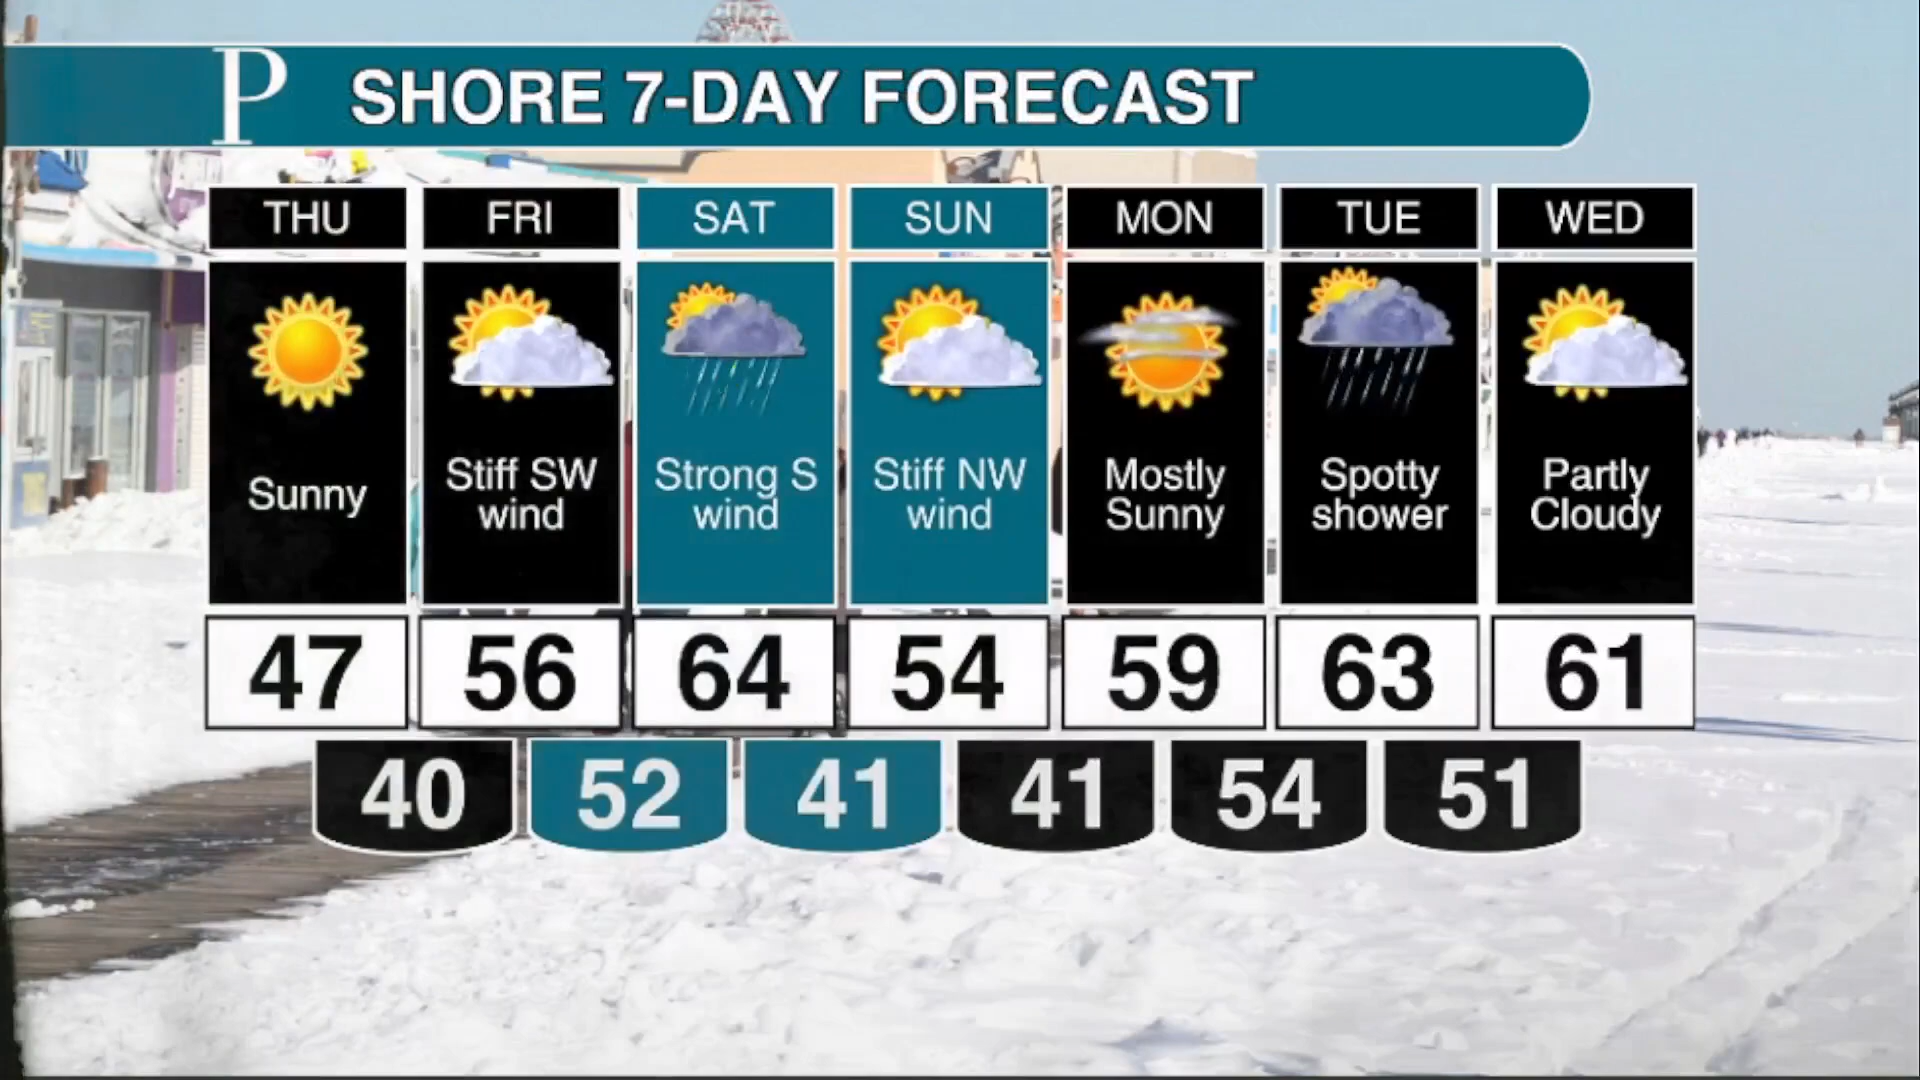 P SHORE 7-DAY FORECAST
THU FRI SAT SUN MON TUE WED
Sunny
Stiff SW
wind
Strong S
wind
Stiff NW
wind
Mostly
Sunny
Spotty
shower
Partly
Cloudy
47 56 64 54 59 63 61
40 52 41 41 54 51